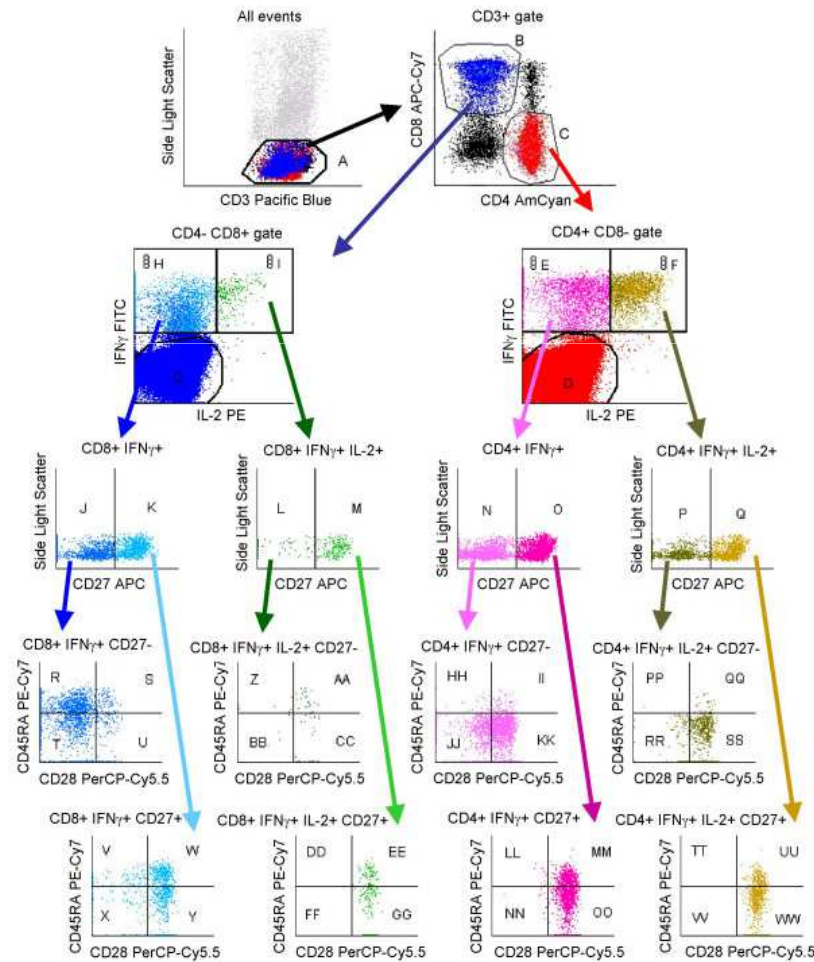 All events
CD3+ gate
Side Light Scatter
A
CD3 Pacific Blue
CD8 APC-Cy7
B
C
CD4 AmCyan
CD4- CD8+ gate
CD4+ CD8- gate
IFNγ FITC
H
I
IL-2 PE
IFNγ FITC
E
F
D
IL-2 PE
CD8+ IFNγ+
CD8+ IFNγ+ IL-2+
CD4+ IFNγ+
CD4+ IFNγ+ IL-2+
Side Light Scatter
J
K
CD27 APC
Side Light Scatter
L
M
CD27 APC
Side Light Scatter
N
O
CD27 APC
Side Light Scatter
P
Q
CD27 APC
CD8+ IFNγ+ CD27-
CD8+ IFNγ+ IL-2+ CD27-
CD4+ IFNγ+ CD27-
CD4+ IFNγ+ IL-2+ CD27-
CD45RA PE-Cy7
R
S
T
U
CD28 PerCP-Cy5.5
CD45RA PE-Cy7
Z
AA
BB
CC
CD28 PerCP-Cy5.5
CD45RA PE-Cy7
HH
II
JJ
KK
CD28 PerCP-Cy5.5
CD45RA PE-Cy7
PP
QQ
RR
SS
CD28 PerCP-Cy5.5
CD8+ IFNγ+ CD27+
CD8+ IFNγ+ IL-2+ CD27+
CD4+ IFNγ+ CD27+
CD4+ IFNγ+ IL-2+ CD27+
CD45RA PE-Cy7
V
W
X
Y
CD28 PerCP-Cy5.5
CD45RA PE-Cy7
DD
EE
FF
GG
CD28 PerCP-Cy5.5
CD45RA PE-Cy7
LL
MM
NN
OO
CD28 PerCP-Cy5.5
CD45RA PE-Cy7
TT
UU
VV
WW
CD28 PerCP-Cy5.5